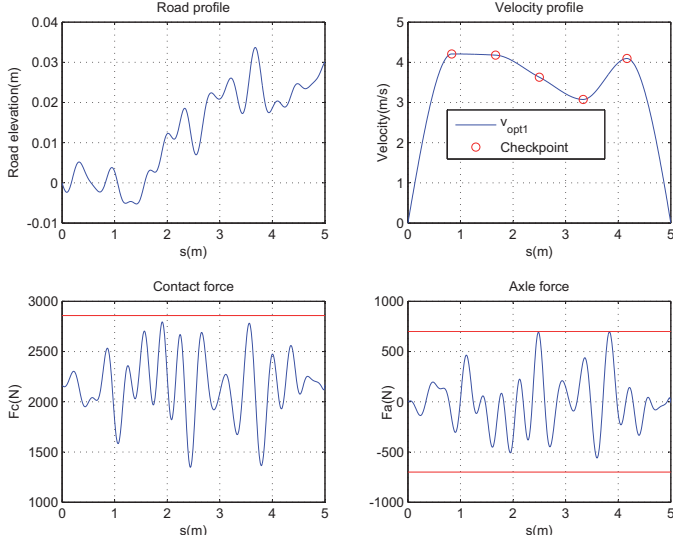 Road profile
0.04
0.03
0.02
0.01
0
-0.01
Road elevation(m)
0 1 2 3 4 5
s(m)
Velocity profile
5
4
3
2
1
0
Velocity(m/s)
v_opt1
Checkpoint
0 1 2 3 4 5
s(m)
Contact force
3000
2500
2000
1500
1000
Fc(N)
0 1 2 3 4 5
s(m)
Axle force
1000
500
0
-500
-1000
Fa(N)
0 1 2 3 4 5
s(m)